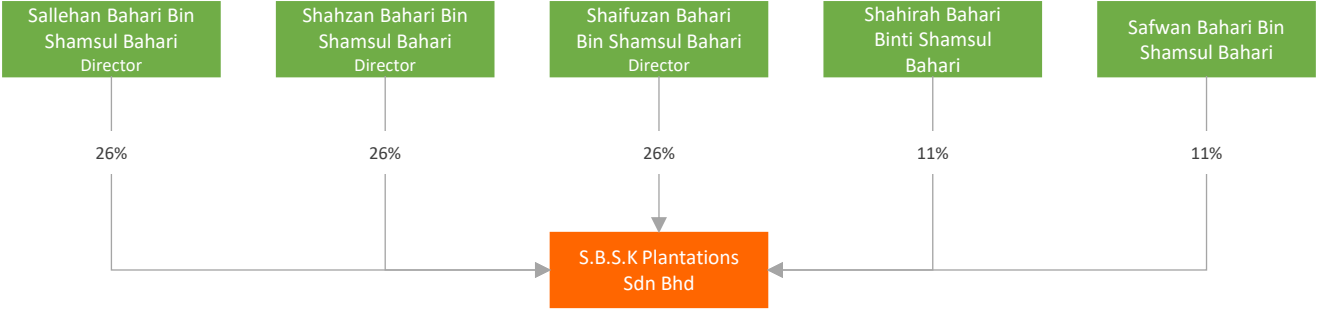 Sallehan Bahari Bin
Shamsul Bahari
Director
Shahzan Bahari Bin
Shamsul Bahari
Director
Shaifuzan Bahari
Bin Shamsul Bahari
Director
Shahirah Bahari
Binti Shamsul
Bahari
Safwan Bahari Bin
Shamsul Bahari
26%
26%
26%
11%
11%
S.B.S.K Plantations
Sdn Bhd